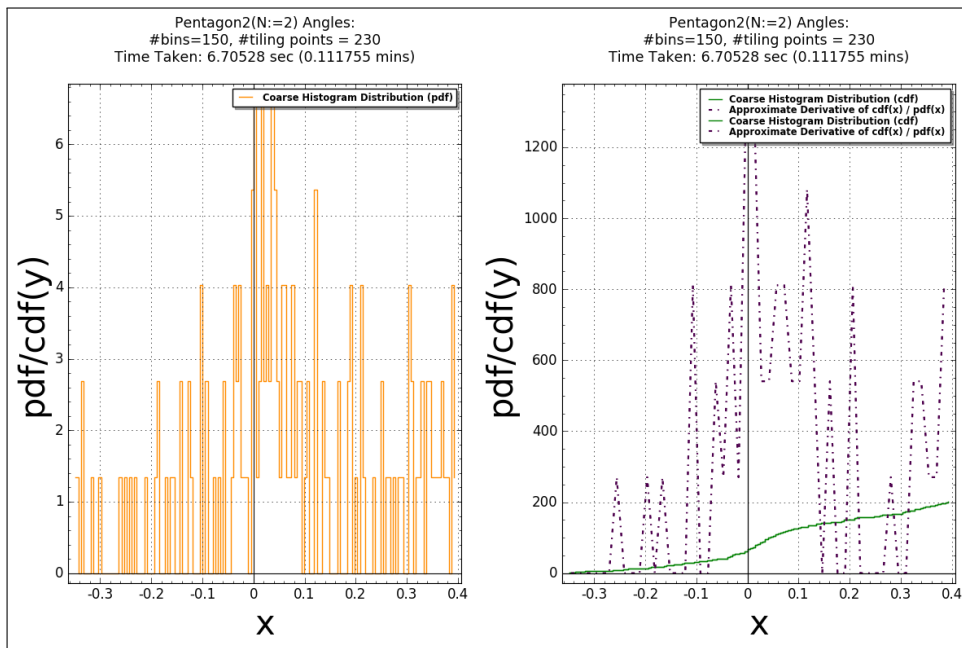 Pentagon2(N:=2) Angles:
#bins=150, #tiling points = 230
Time Taken: 6.70528 sec (0.111755 mins)
Coarse Histogram Distribution (pdf)
6
5
4
3
2
1
0
pdf/cdf(y)
-0.3
-0.2
-0.1
0
0.1
0.2
0.3
0.4
x
Pentagon2(N:=2) Angles:
#bins=150, #tiling points = 230
Time Taken: 6.70528 sec (0.111755 mins)
Coarse Histogram Distribution (cdf)
Approximate Derivative of cdf(x) / pdf(x)
Coarse Histogram Distribution (cdf)
Approximate Derivative of cdf(x) / pdf(x)
1200
1000
800
600
400
200
0
pdf/cdf(y)
-0.3
-0.2
-0.1
0
0.1
0.2
0.3
0.4
x